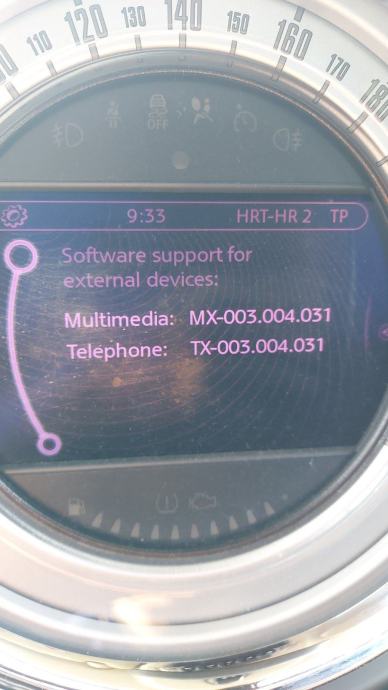 110
120
130
140
150
160
170
180
OFF
9:33 HRT-HR 2 TP
Software support for
external devices:
Multimedia: MX-003.004.031
Telephone: TX-003.004.031